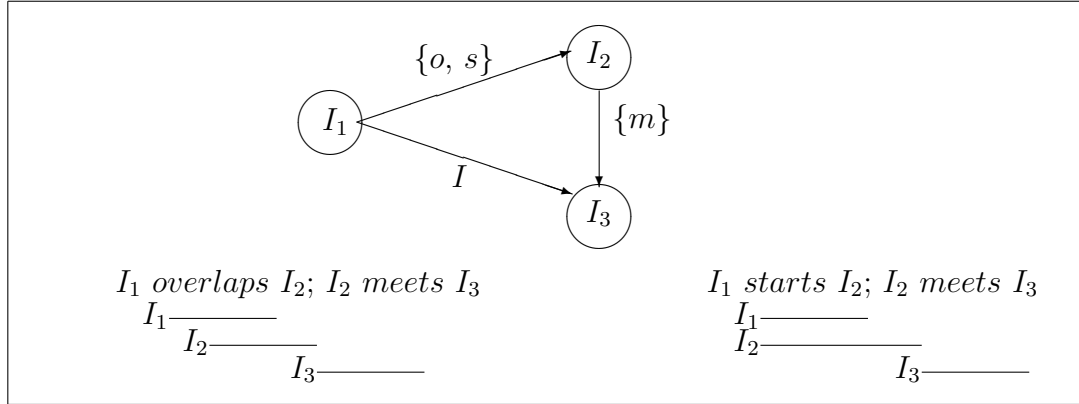 {o, s}
I₂
I₁
{m}
I
I₃
I₁ overlaps I₂; I₂ meets I₃
I₁
I₂
I₃
I₁ starts I₂; I₂ meets I₃
I₁
I₂
I₃